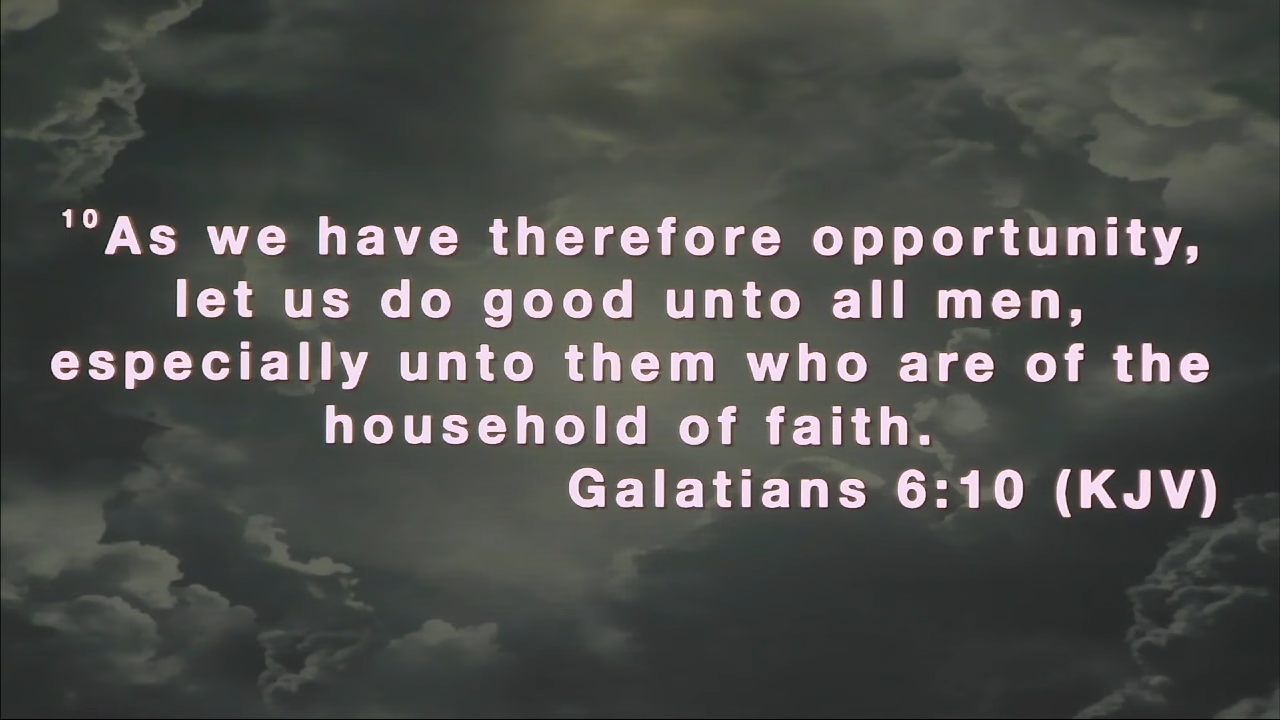 ¹⁰As we have therefore opportunity,
let us do good unto all men,
especially unto them who are of the
household of faith.
Galatians 6:10 (KJV)